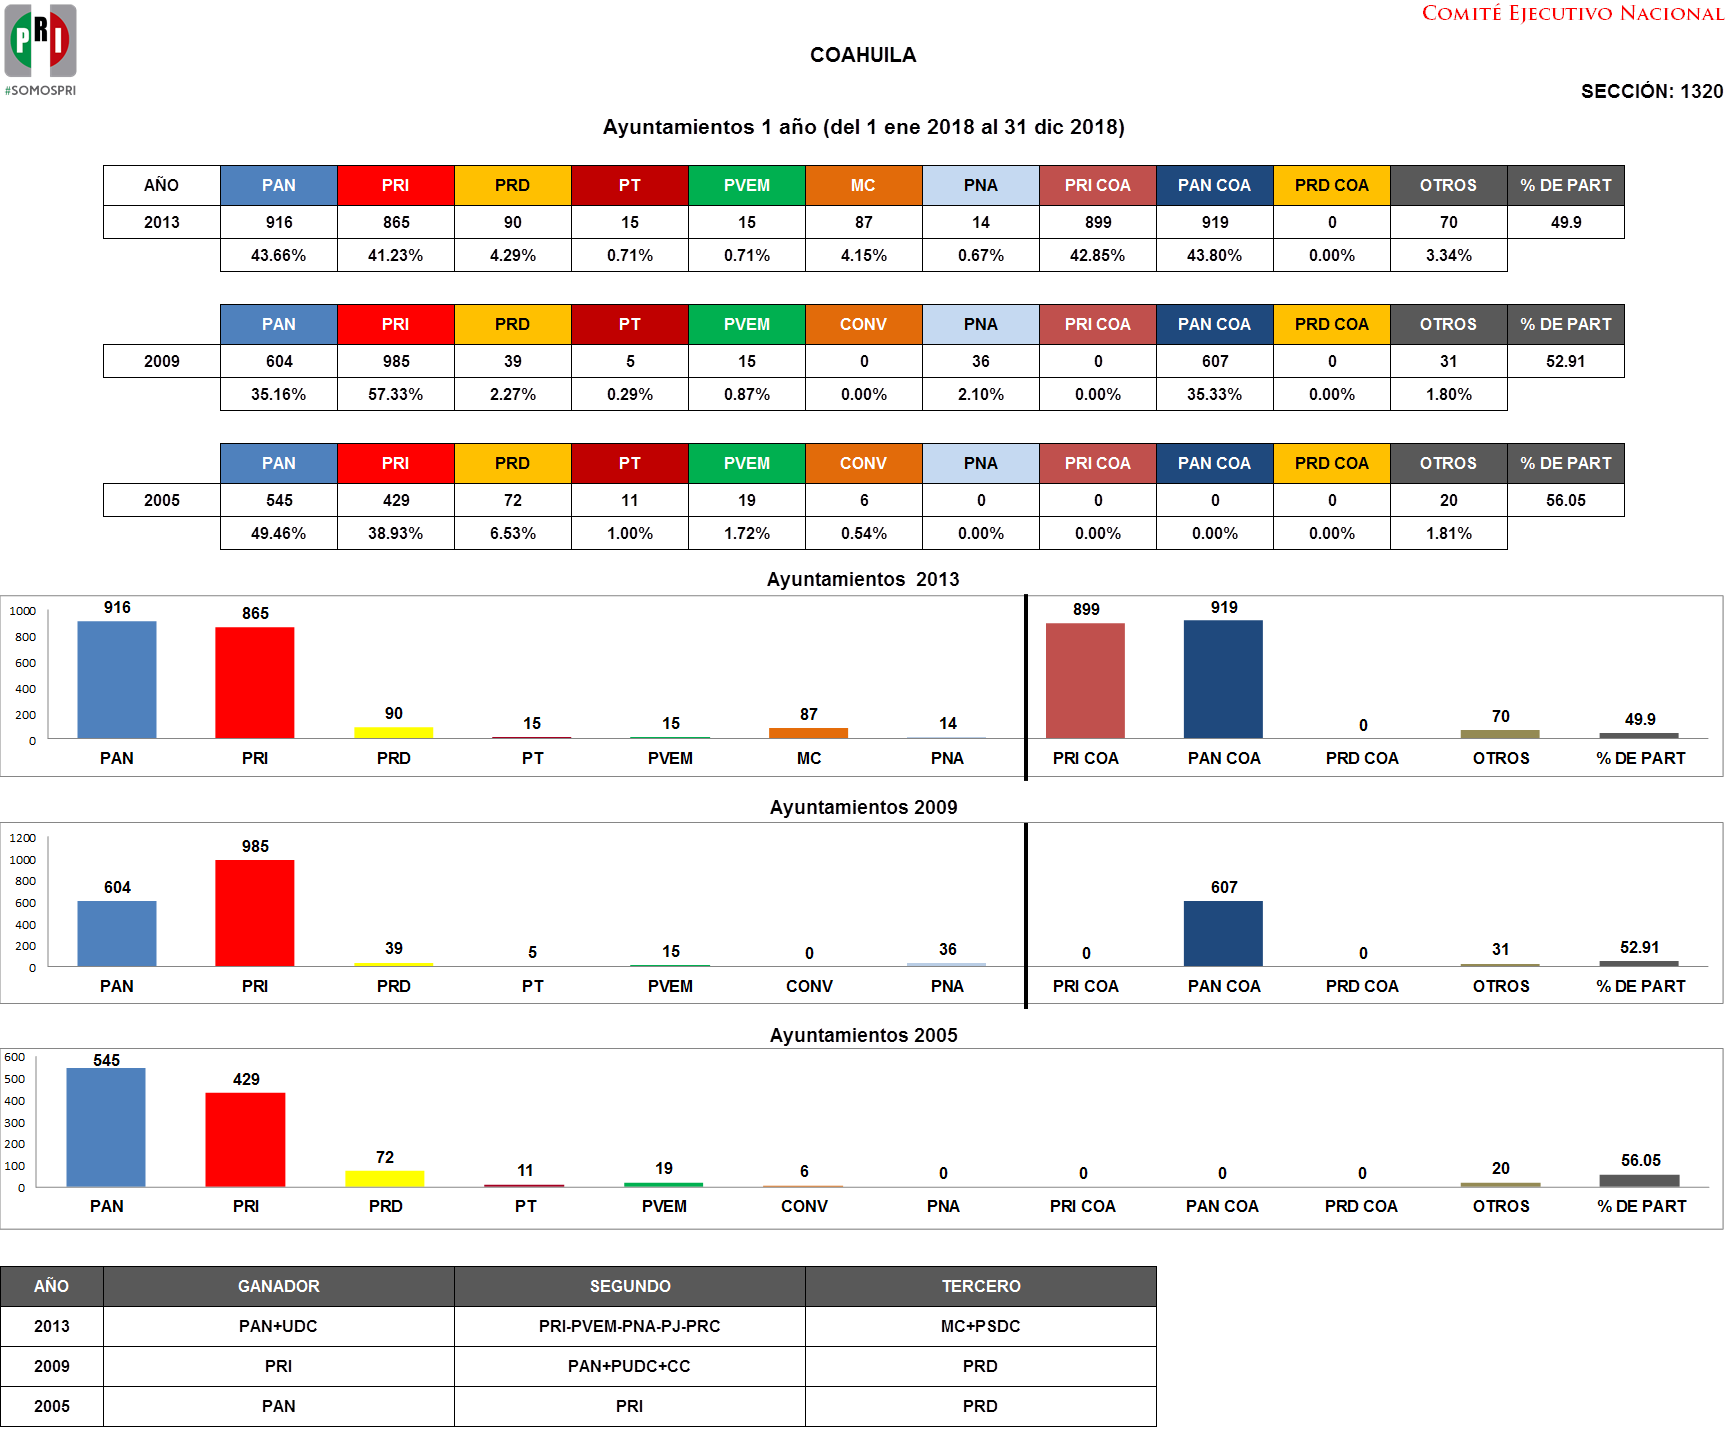 COMITÉ EJECUTIVO NACIONAL
PRI
#SOMOSPRI
COAHUILA
SECCIÓN: 1320
Ayuntamientos 1 año (del 1 ene 2018 al 31 dic 2018)
AÑO PAN PRI PRD PT PVEM MC PNA PRI COA PAN COA PRD COA OTROS % DE PART
2013 916 865 90 15 15 87 14 899 919 0 70 49.9
43.66% 41.23% 4.29% 0.71% 0.71% 4.15% 0.67% 42.85% 43.80% 0.00% 3.34%
PAN PRI PRD PT PVEM CONV PNA PRI COA PAN COA PRD COA OTROS % DE PART
2009 604 985 39 5 15 0 36 0 607 0 31 52.91
35.16% 57.33% 2.27% 0.29% 0.87% 0.00% 2.10% 0.00% 35.33% 0.00% 1.80%
PAN PRI PRD PT PVEM CONV PNA PRI COA PAN COA PRD COA OTROS % DE PART
2005 545 429 72 11 19 6 0 0 0 0 20 56.05
49.46% 38.93% 6.53% 1.00% 1.72% 0.54% 0.00% 0.00% 0.00% 0.00% 1.81%
Ayuntamientos 2013
1000
800
600
400
200
0
916 865 90 15 15 87 14 899 919 0 70 49.9
PAN PRI PRD PT PVEM MC PNA PRI COA PAN COA PRD COA OTROS % DE PART
Ayuntamientos 2009
1200
1000
800
600
400
200
0
604 985 39 5 15 0 36 0 607 0 31 52.91
PAN PRI PRD PT PVEM CONV PNA PRI COA PAN COA PRD COA OTROS % DE PART
Ayuntamientos 2005
600
500
400
300
200
100
0
545 429 72 11 19 6 0 0 0 0 20 56.05
PAN PRI PRD PT PVEM CONV PNA PRI COA PAN COA PRD COA OTROS % DE PART
AÑO GANADOR SEGUNDO TERCERO
2013 PAN+UDC PRI-PVEM-PNA-PJ-PRC MC+PSDC
2009 PRI PAN+PUDC+CC PRD
2005 PAN PRI PRD